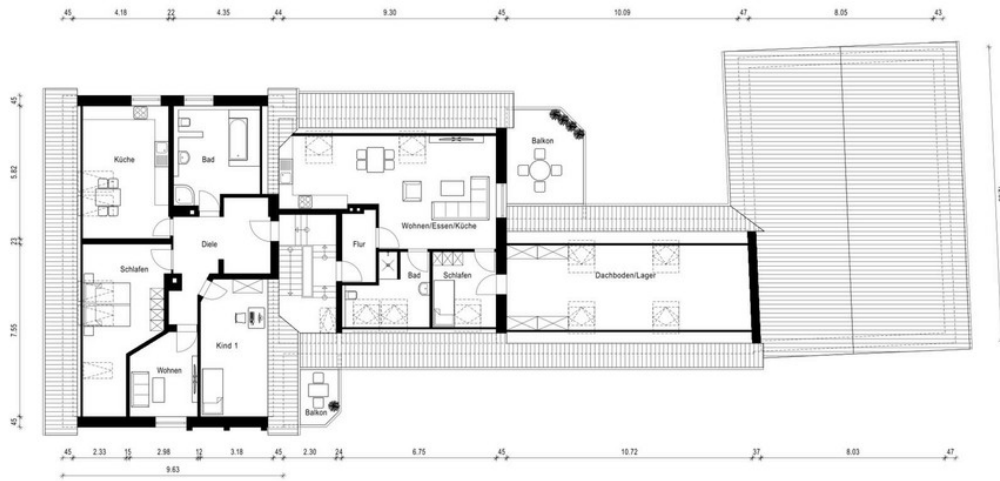 4.18 22 4.35 44 9.30 45 10.09 47 8.05 43
45
5.82
23
7.55
45
Küche
Bad
Balkon
Wohnen/Essen/Küche
Diele
Flur
Schlafen
Bad
Schlafen
Dachboden/Lager
Kind 1
Wohnen
Balkon
45 2.33 15 2.98 12 3.18 45 2.30 24 6.75 45 10.72 37 8.03 47
9.63